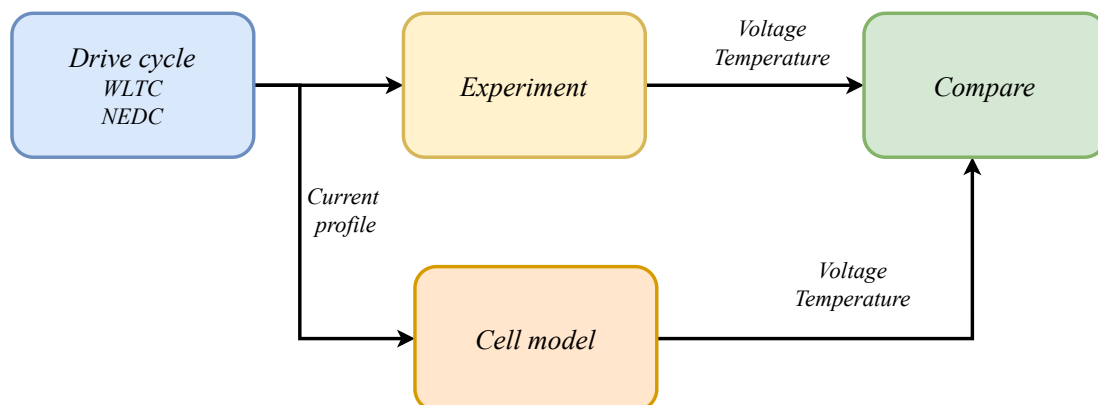 Drive cycle
WLTC
NEDC
Experiment
Voltage
Temperature
Compare
Current
profile
Cell model
Voltage
Temperature